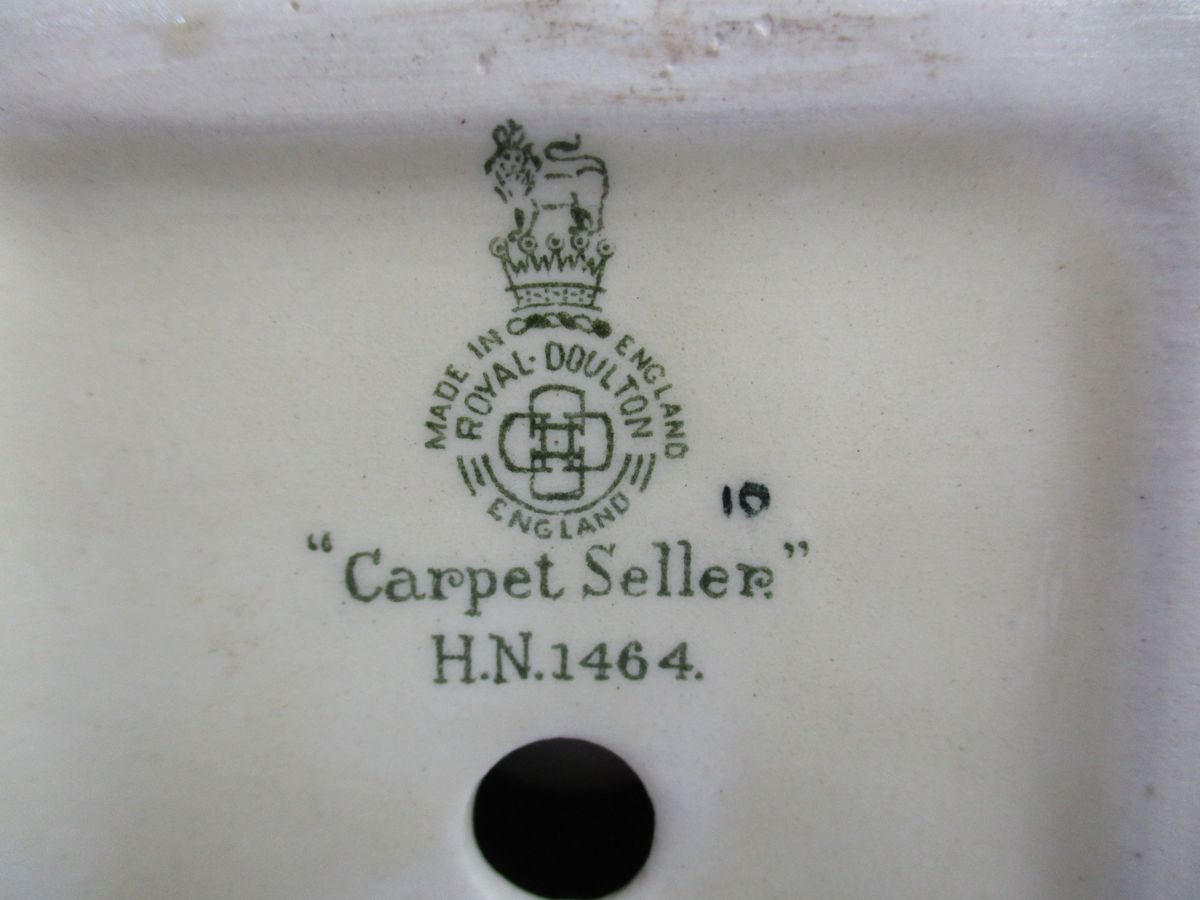 MADE IN ENGLAND
ROYAL·DOULTON
ENGLAND
10
"Carpet Seller."
H.N.1464.